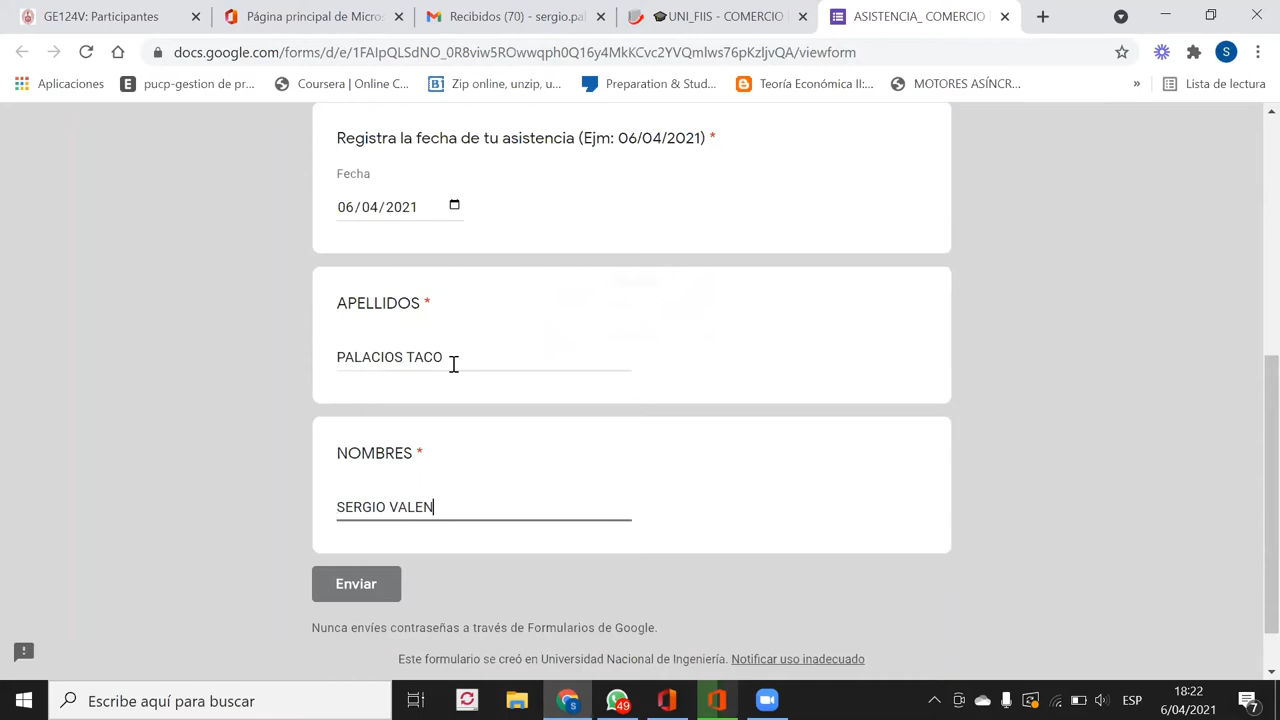 GE124V: Participantes
Página principal de Micros
Recibidos (70) - sergio
UNI_FIIS - COMERCIO
ASISTENCIA_ COMERCIO
docs.google.com/forms/d/e/1FAIpQLSdNO_0R8viw5ROwwqph0Q16y4MkKCvc2YVQmlws76pKzljvQA/viewform
S
Aplicaciones
pucp-gestion de pr...
Coursera | Online C...
Zip online, unzip, u...
Preparation & Stud...
Teoría Económica II:...
MOTORES ASÍNCR...
»
Lista de lectura
Registra la fecha de tu asistencia (Ejm: 06/04/2021) *
Fecha
06/04/2021
APELLIDOS *
PALACIOS TACO
NOMBRES *
SERGIO VALEN
Enviar
Nunca envíes contraseñas a través de Formularios de Google.
Este formulario se creó en Universidad Nacional de Ingeniería. Notificar uso inadecuado
Escribe aquí para buscar
49
ESP
18:22
6/04/2021
7